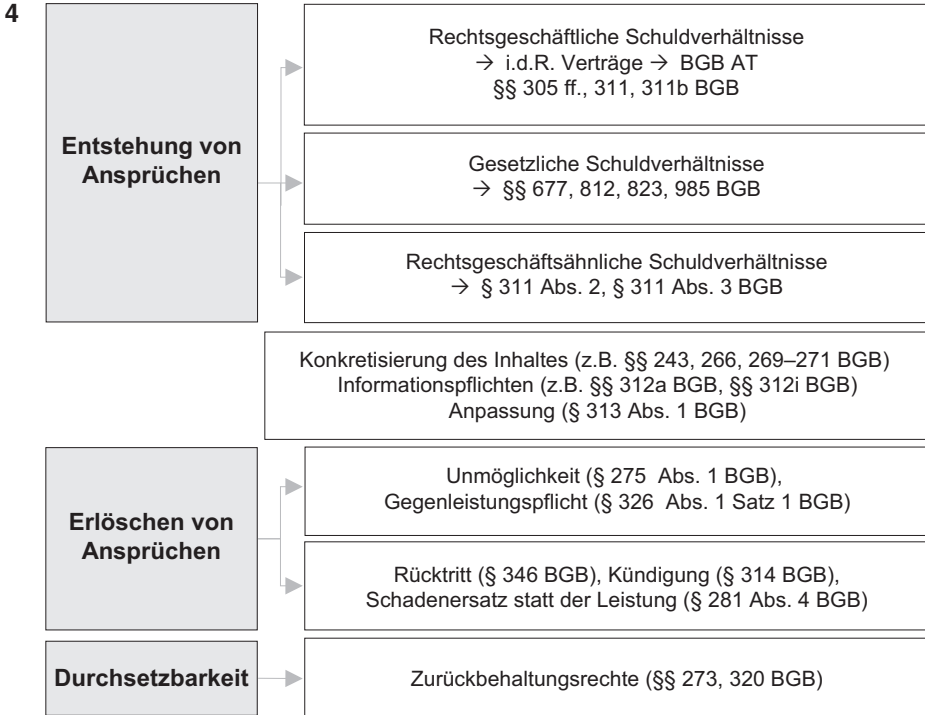 4
Entstehung von
Ansprüchen
Rechtsgeschäftliche Schuldverhältnisse
→ i.d.R. Verträge → BGB AT
§§ 305 ff., 311, 311b BGB
Gesetzliche Schuldverhältnisse
→ §§ 677, 812, 823, 985 BGB
Rechtsgeschäftsähnliche Schuldverhältnisse
→ § 311 Abs. 2, § 311 Abs. 3 BGB
Konkretisierung des Inhaltes (z.B. §§ 243, 266, 269–271 BGB)
Informationspflichten (z.B. §§ 312a BGB, §§ 312i BGB)
Anpassung (§ 313 Abs. 1 BGB)
Erlöschen von
Ansprüchen
Unmöglichkeit (§ 275 Abs. 1 BGB),
Gegenleistungspflicht (§ 326 Abs. 1 Satz 1 BGB)
Rücktritt (§ 346 BGB), Kündigung (§ 314 BGB),
Schadenersatz statt der Leistung (§ 281 Abs. 4 BGB)
Durchsetzbarkeit
Zurückbehaltungsrechte (§§ 273, 320 BGB)